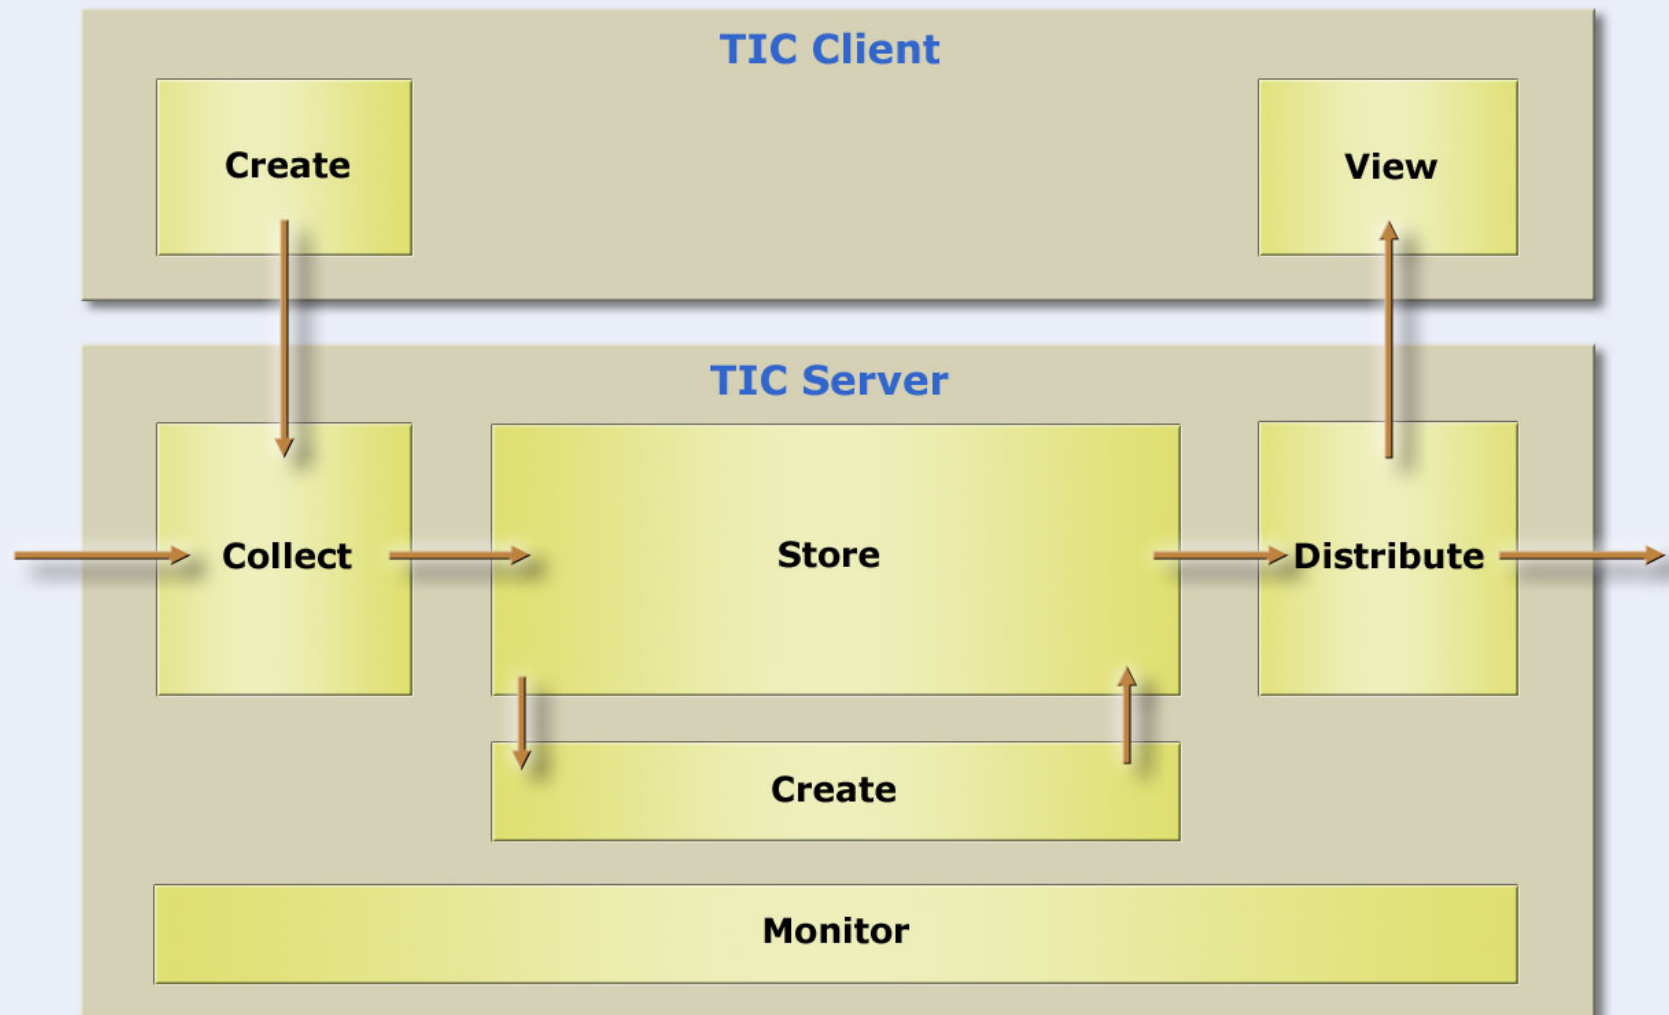 TIC Client
Create
View
TIC Server
Collect
Store
Distribute
Create
Monitor